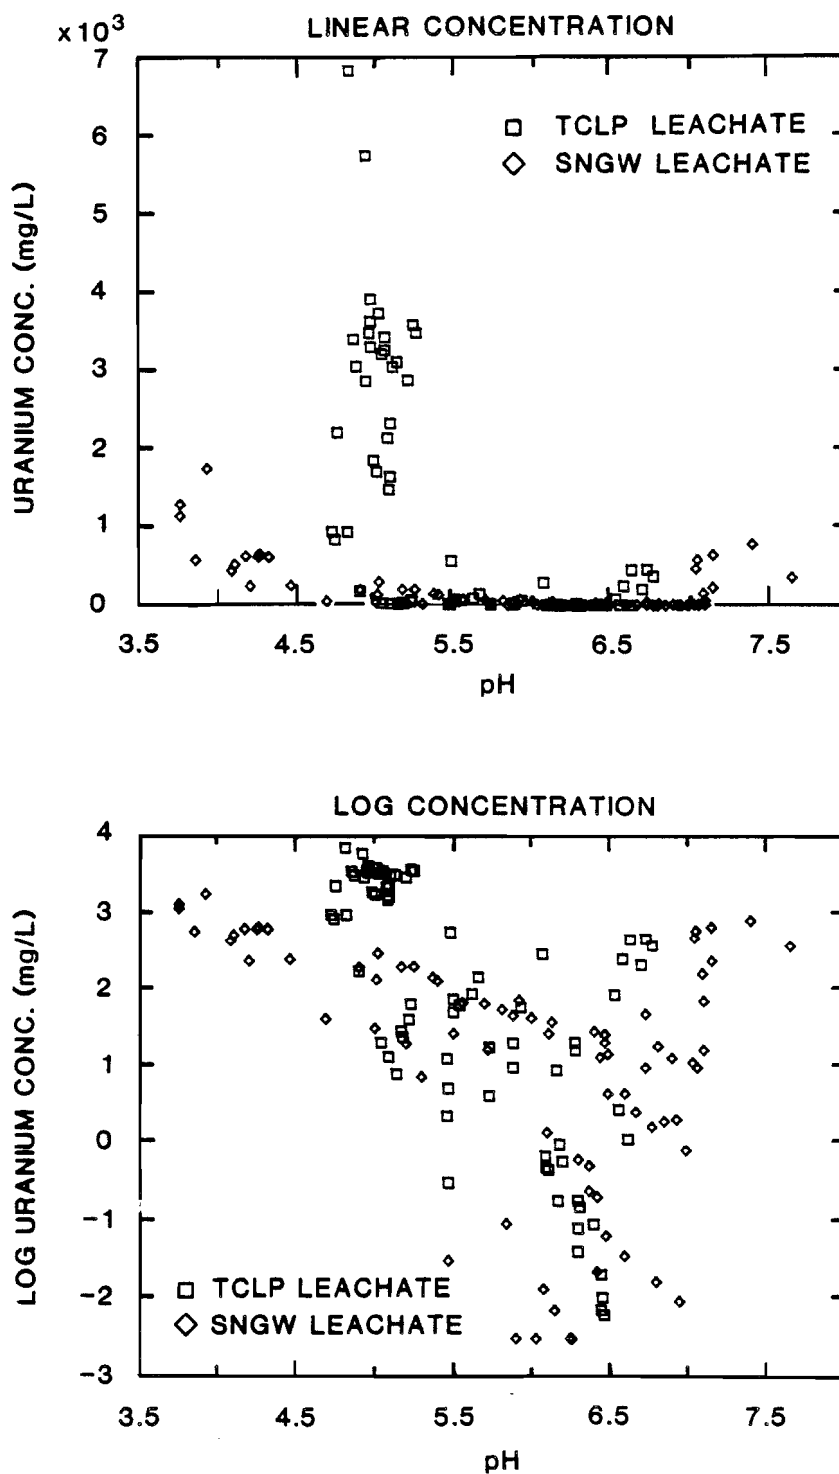 x10³ LINEAR CONCENTRATION
7
6
5
4
3
2
1
0
URANIUM CONC. (mg/L)
□ TCLP LEACHATE
◇ SNGW LEACHATE
3.5 4.5 5.5 6.5 7.5
pH
LOG CONCENTRATION
4
3
2
1
0
−1
−2
−3
LOG URANIUM CONC. (mg/L)
□ TCLP LEACHATE
◇ SNGW LEACHATE
3.5 4.5 5.5 6.5 7.5
pH